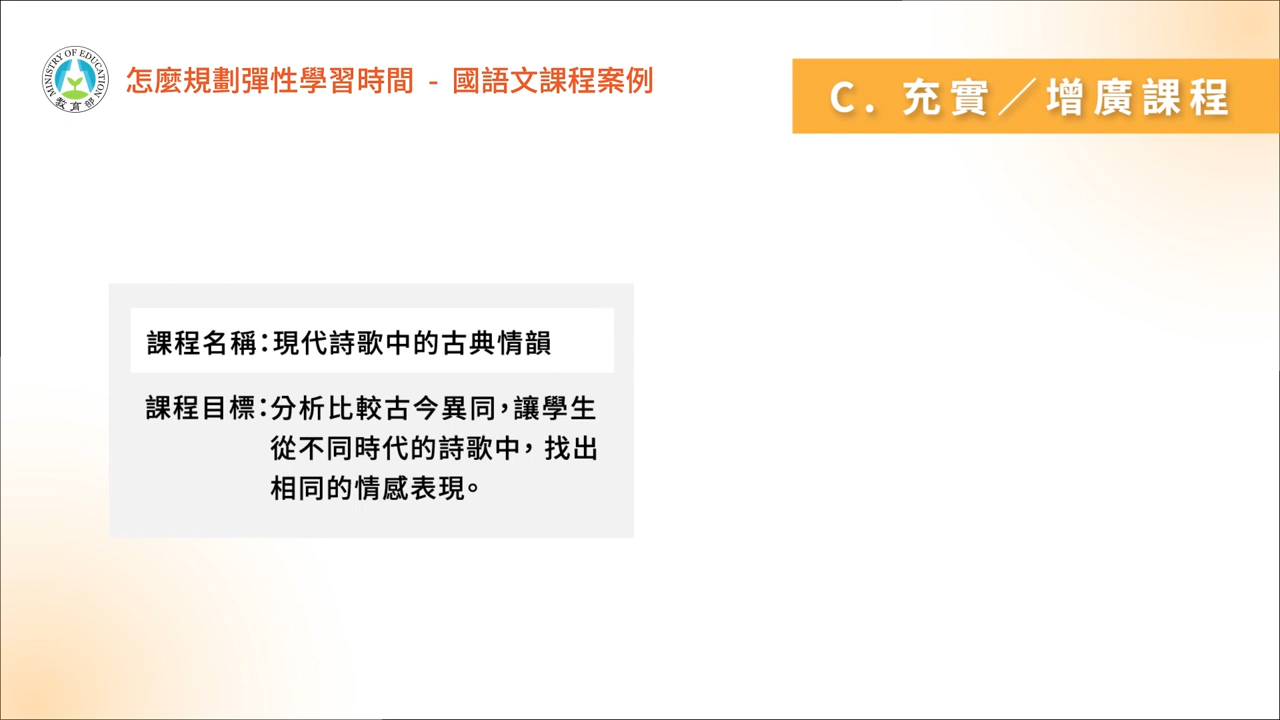 MINISTRY OF EDUCATION
教育部
怎麼規劃彈性學習時間 - 國語文課程案例
C. 充實／增廣課程
課程名稱：現代詩歌中的古典情韻
課程目標：分析比較古今異同，讓學生
從不同時代的詩歌中，找出
相同的情感表現。